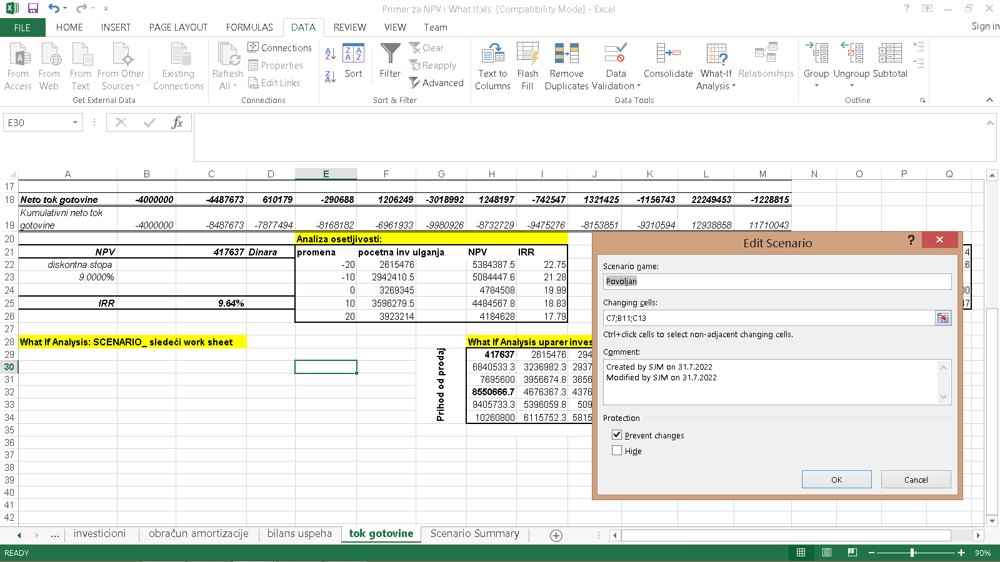 Primer za NPV i What If.xls [Compatibility Mode] - Excel
FILE HOME INSERT PAGE LAYOUT FORMULAS DATA REVIEW VIEW Team Sign in
From Access From Web From Text From Other Sources Existing Connections
Get External Data
Refresh All Connections Properties Edit Links
Connections
Sort Filter Clear Reapply Advanced
Sort & Filter
Text to Columns Flash Fill Remove Duplicates Data Validation Consolidate What-If Analysis Relationships
Data Tools
Group Ungroup Subtotal
Outline
E30 fx
A B C D E F G H I J K L M N O P Q
17
18 Neto tok gotovine -4000000 -4487673 610179 -290688 1206249 -3018992 1248197 -742547 1321425 -1156743 22249453 -1228815
19 Kumulativni neto tok gotovine -4000000 -8487673 -7877494 -8168182 -6961933 -9980926 -8732729 -9475276 -8153851 -9310594 12938858 11710043
20 Analiza osetljivosti:
21 NPV 417637 Dinara promena pocetna inv ulganja NPV IRR 4
22 diskontna stopa -20 2615476 5384387.5 22.75 .6
23 9.0000% -10 2942410.5 5084447.6 21.28
24 0 3269345 4784508 19.99 00
25 IRR 9.64% 10 3596279.5 4484567.8 18.83 47
26 20 3923214 4184628 17.79
27
28 What If Analysis: SCENARIO_ sledeći work sheet What If Analysis uparer inves
29 417637 2615476 294
30 6840533.3 3236982.3 2937
31 7695600 3956674.8 3656
32 8550666.7 4676367.3 4376
33 9405733.3 5396059.8 509
34 10260800 6115752.3 5815
Prihod od prodaj
35
36
37
38
39
40
41
42
Edit Scenario
Scenario name:
Povoljan
Changing cells:
C7;B11;C13
Ctrl+click cells to select non-adjacent changing cells.
Comment:
Created by SJM on 31.7.2022
Modified by SJM on 31.7.2022
Protection
Prevent changes
Hide
OK Cancel
... investicioni obračun amortizacije bilans uspeha tok gotovine Scenario Summary
READY 90%